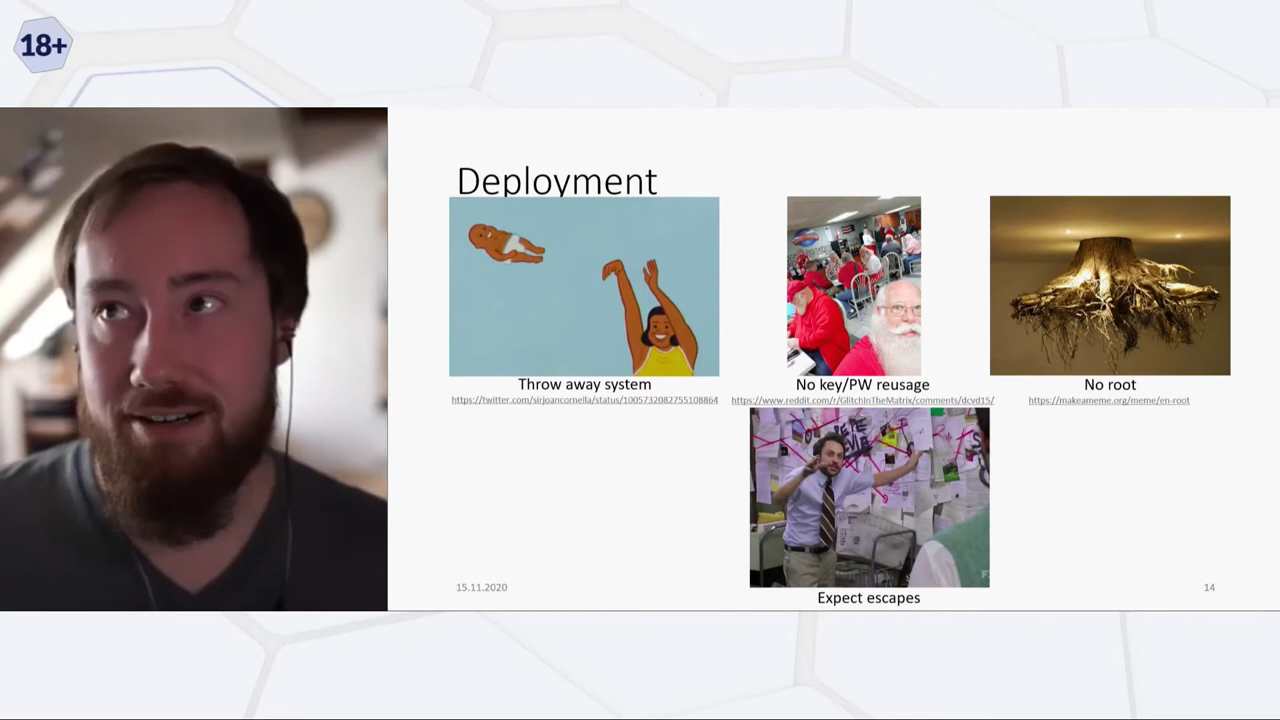 18+
Deployment
Throw away system
https://twitter.com/sirjoancornella/status/1005732082755108864
No key/PW reusage
https://www.reddit.com/r/GlitchInTheMatrix/comments/dcvd15/
No root
https://makeameme.org/meme/en-root
Expect escapes
15.11.2020
14